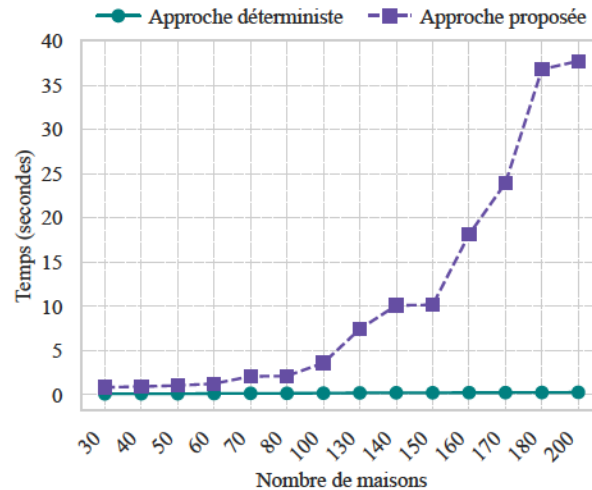 Approche déterministe Approche proposée
40
35
30
25
20
15
10
5
0
Temps (secondes)
30 40 50 60 70 80 100 130 140 150 160 170 180 200
Nombre de maisons